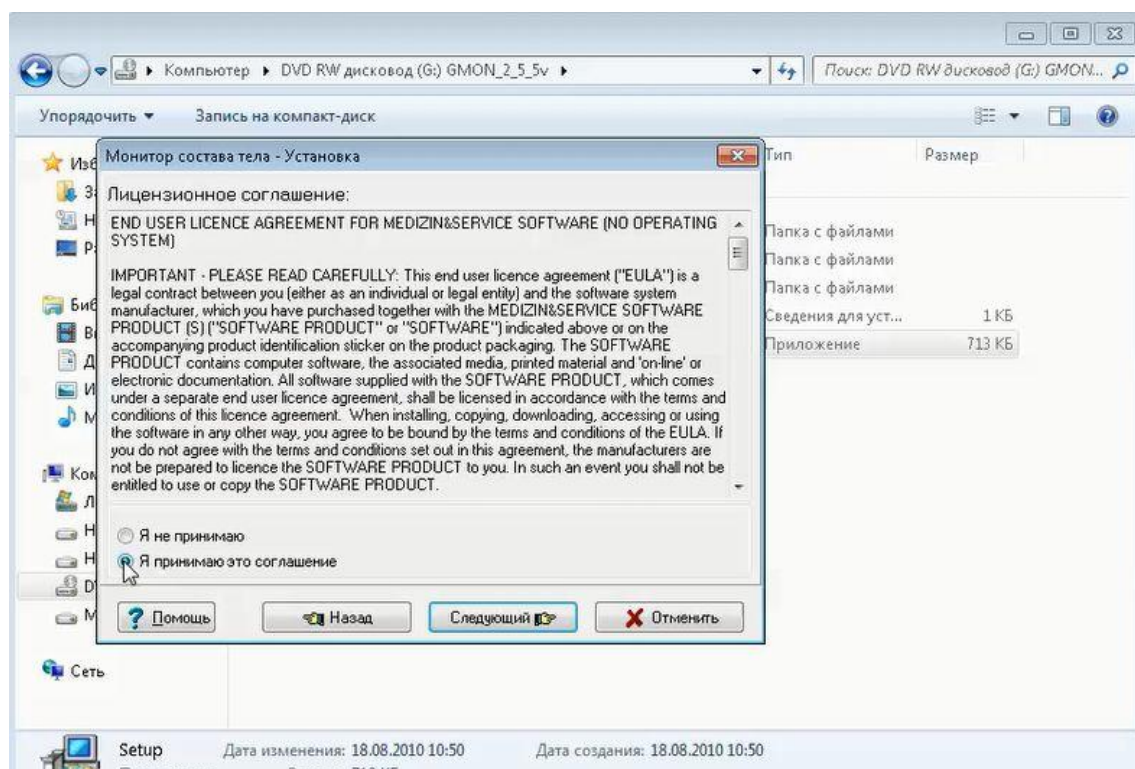 Компьютер ▸ DVD RW дисковод (G:) GMON_2_5_5v ▸
Поиск: DVD RW дисковод (G:) GMON...
Упорядочить ▾ Запись на компакт-диск
Монитор состава тела - Установка
Тип Размер
Лицензионное соглашение:
END USER LICENCE AGREEMENT FOR MEDIZIN&SERVICE SOFTWARE (NO OPERATING
SYSTEM)
IMPORTANT - PLEASE READ CAREFULLY: This end user licence agreement ("EULA") is a
legal contract between you (either as an individual or legal entity) and the software system
manufacturer, which you have purchased together with the MEDIZIN&SERVICE SOFTWARE
PRODUCT (S) ("SOFTWARE PRODUCT" or "SOFTWARE") indicated above or on the
accompanying product identification sticker on the product packaging. The SOFTWARE
PRODUCT contains computer software, the associated media, printed material and 'on-line' or
electronic documentation. All software supplied with the SOFTWARE PRODUCT, which comes
under a separate end user licence agreement, shall be licensed in accordance with the terms and
conditions of this licence agreement. When installing, copying, downloading, accessing or using
the software in any other way, you agree to be bound by the terms and conditions of the EULA. If
you do not agree with the terms and conditions set out in this agreement, the manufacturers are
not be prepared to licence the SOFTWARE PRODUCT to you. In such an event you shall not be
entitled to use or copy the SOFTWARE PRODUCT.
Папка с файлами
Папка с файлами
Папка с файлами
Сведения для уст... 1 КБ
Приложение 713 КБ
Я не принимаю
Я принимаю это соглашение
Помощь Назад Следующий Отменить
Сеть
Setup Дата изменения: 18.08.2010 10:50 Дата создания: 18.08.2010 10:50